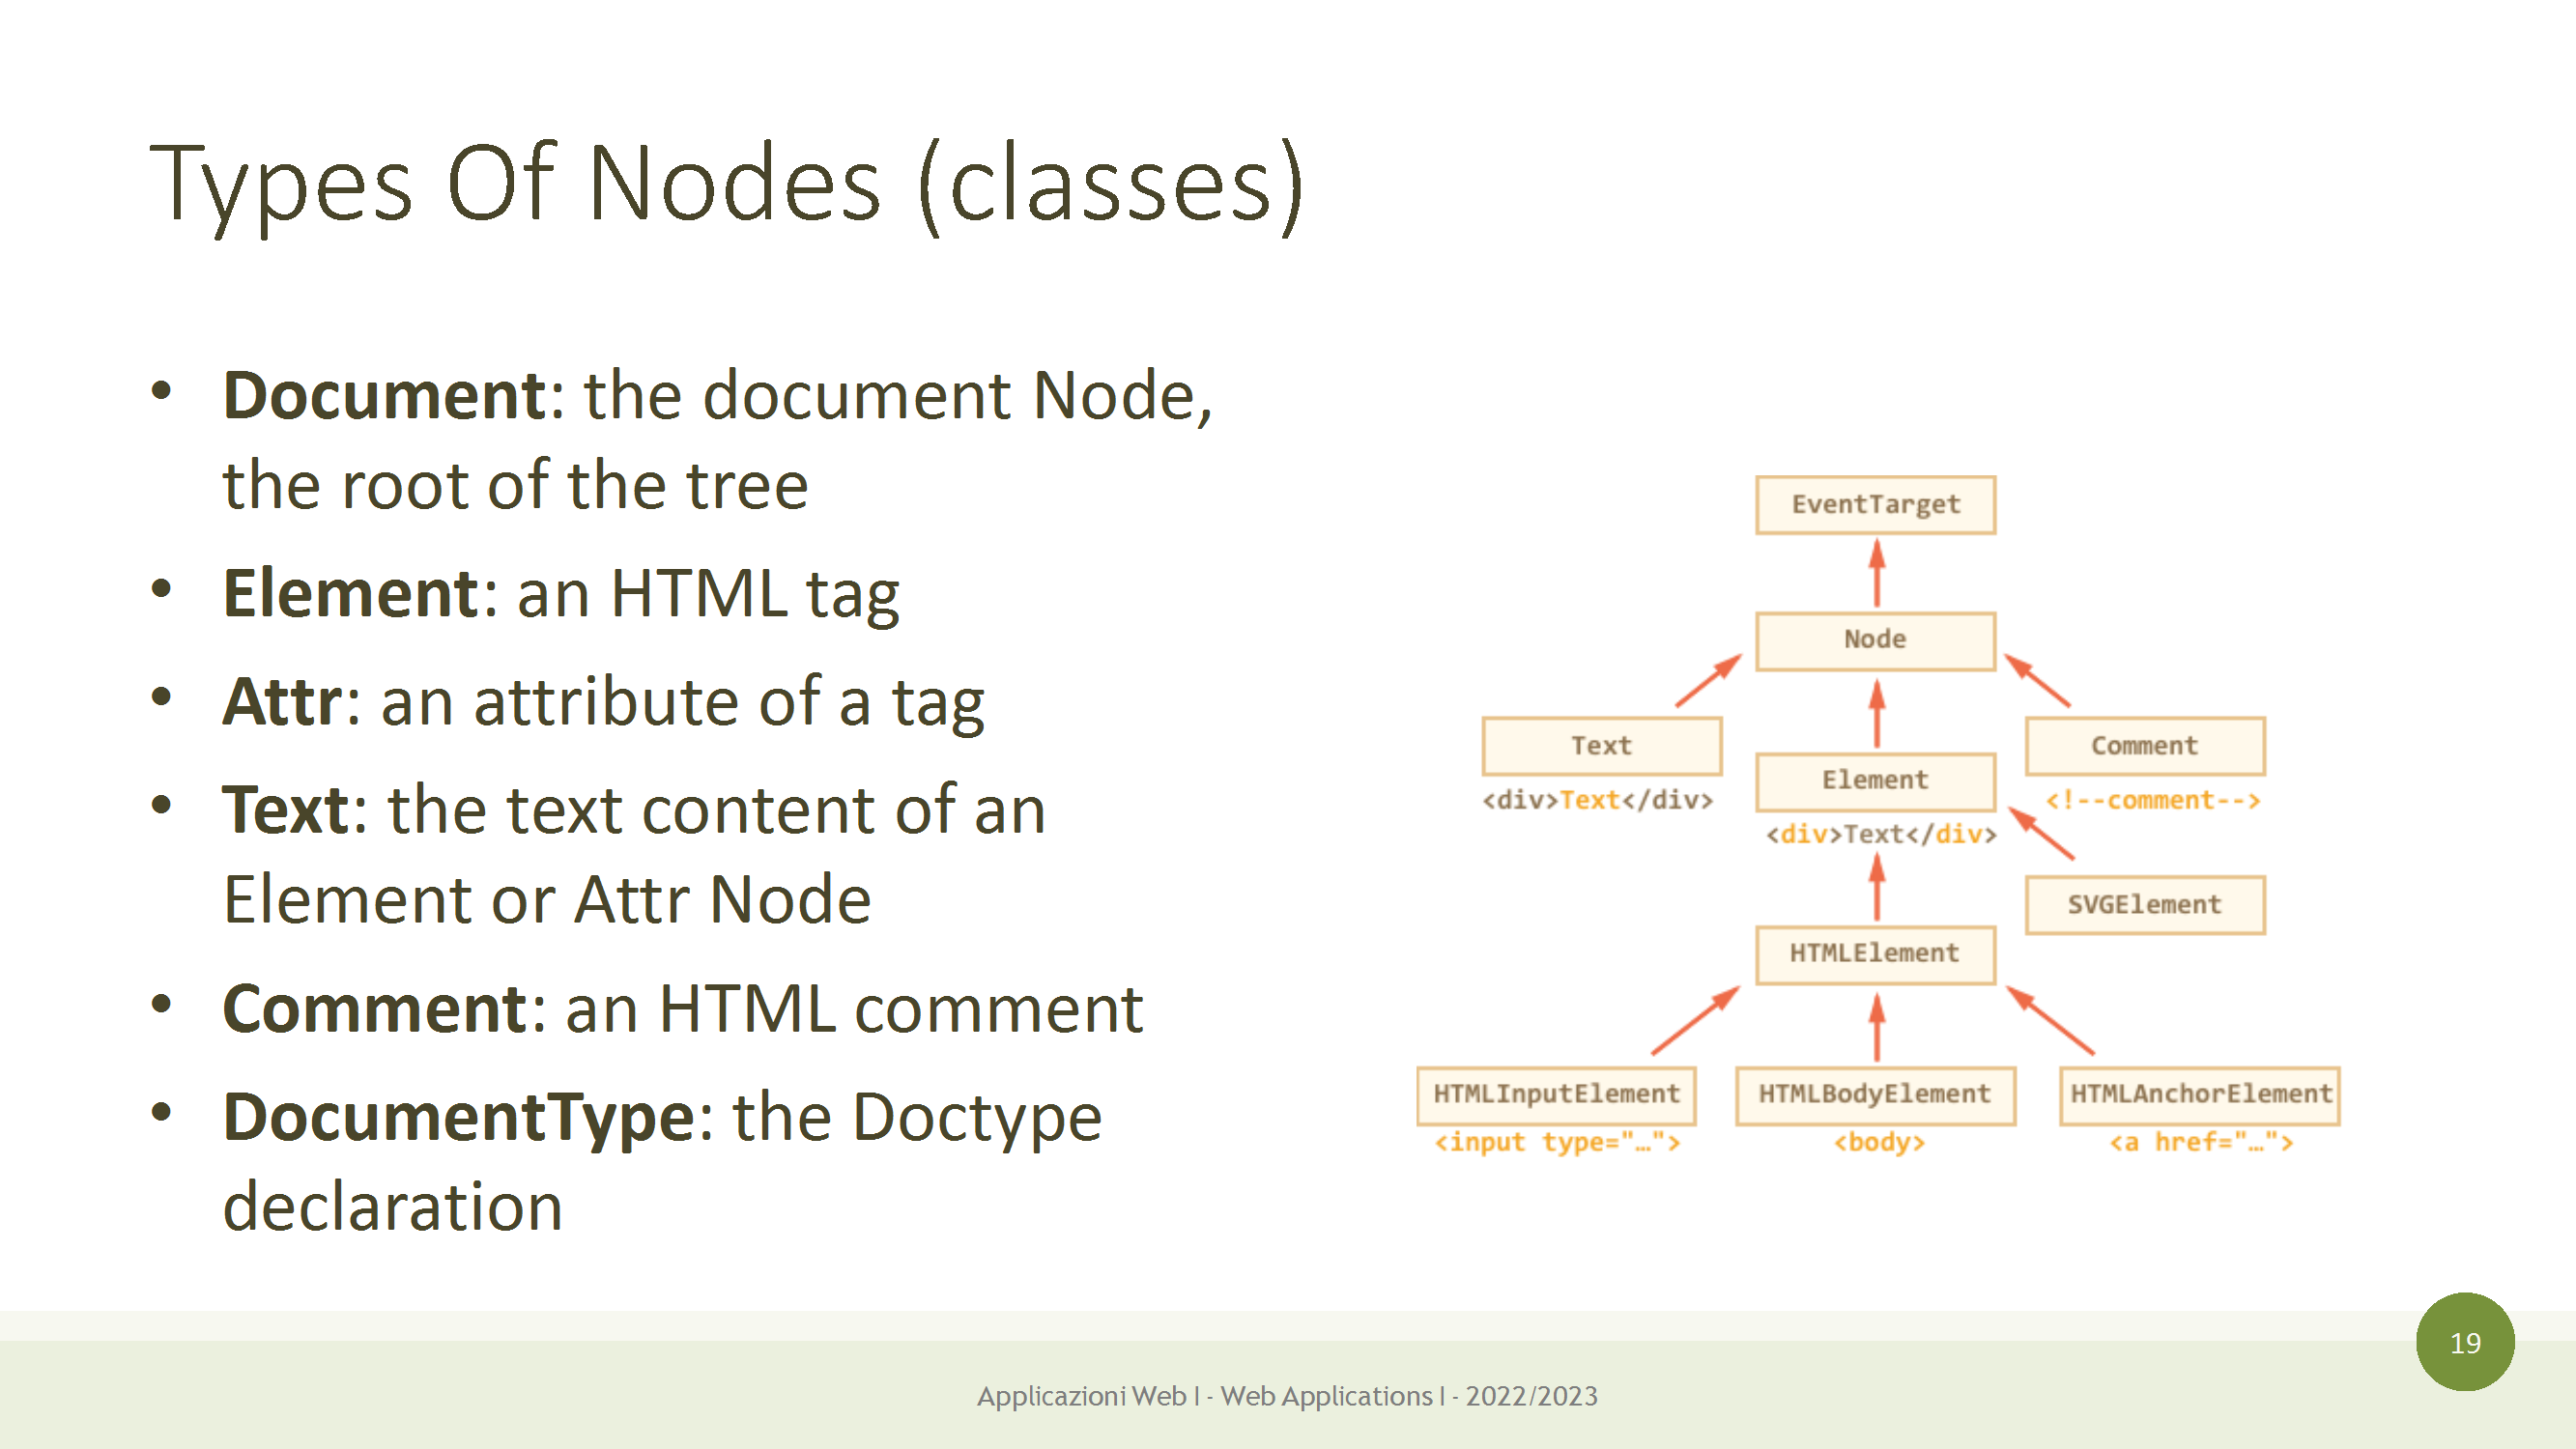 Types Of Nodes (classes)
• Document: the document Node,
the root of the tree
• Element: an HTML tag
• Attr: an attribute of a tag
• Text: the text content of an
Element or Attr Node
• Comment: an HTML comment
• DocumentType: the Doctype
declaration
EventTarget
Node
Text
<div>Text</div>
Element
<div>Text</div>
Comment
<!--comment-->
SVGElement
HTMLElement
HTMLInputElement
<input type="…">
HTMLBodyElement
<body>
HTMLAnchorElement
<a href="…">
19
Applicazioni Web I - Web Applications I - 2022/2023